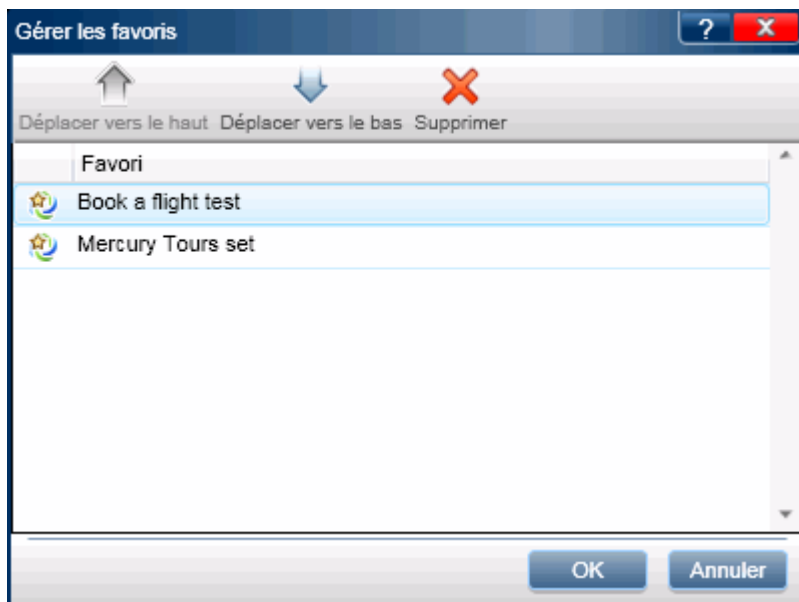 Gérer les favoris
?
X
Déplacer vers le haut Déplacer vers le bas Supprimer
Favori
Book a flight test
Mercury Tours set
OK Annuler